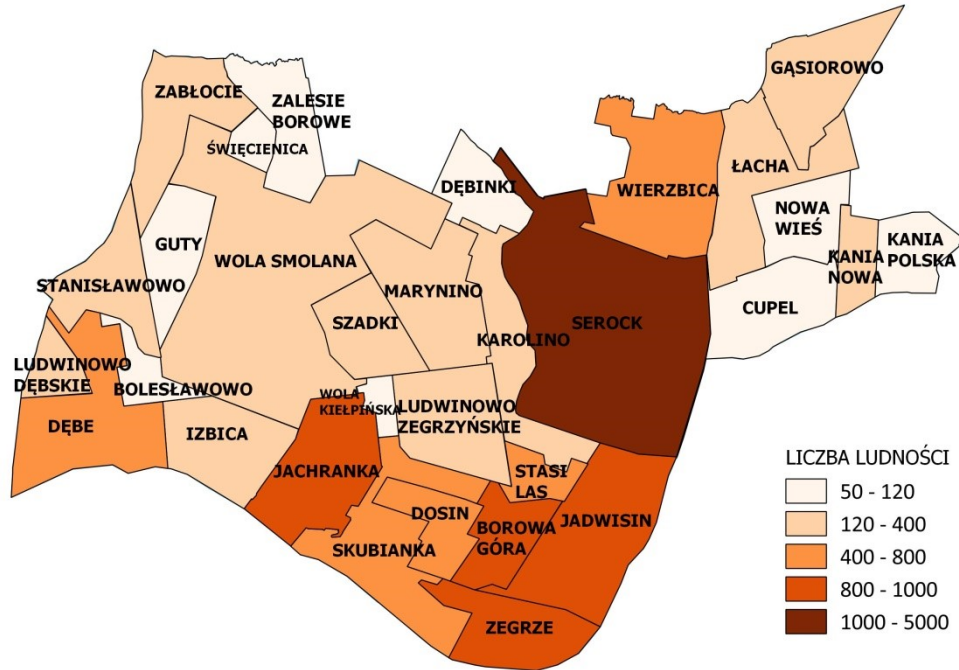 GĄSIOROWO
ZABŁOCIE
ZALESIE
BOROWE
ŚWIĘCIENICA
ŁACHA
DĘBINKI
WIERZBICA
NOWA
WIEŚ
GUTY
KANIA
POLSKA
WOLA SMOLANA
KANIA
NOWA
STANISŁAWOWO
MARYNINO
CUPEL
SZADKI
SEROCK
KAROLINO
LUDWINOWO
DĘBSKIE
BOLESŁAWOWO
WOLA
KIEŁPIŃSKA
LUDWINOWO
ZEGRZYŃSKIE
DĘBE
IZBICA
JACHRANKA
STASI
LAS
DOSIN
BOROWA
GÓRA
JADWISIN
SKUBIANKA
ZEGRZE
LICZBA LUDNOŚCI
50 - 120
120 - 400
400 - 800
800 - 1000
1000 - 5000